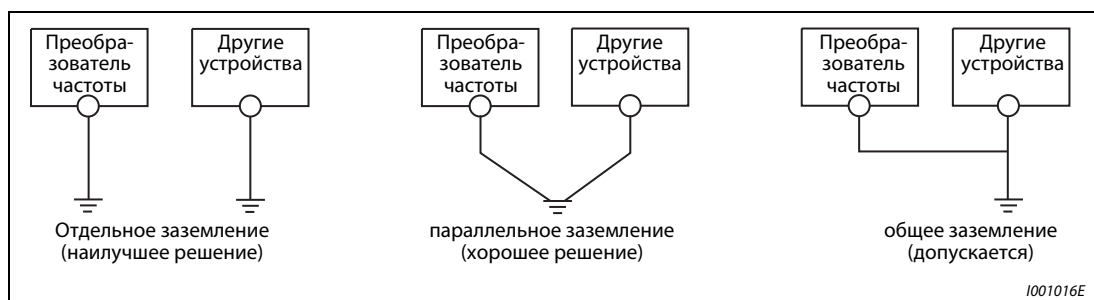 Преобра-
зователь
частоты
Другие
устройства
Преобра-
зователь
частоты
Другие
устройства
Преобра-
зователь
частоты
Другие
устройства
Отдельное заземление
(наилучшее решение)
параллельное заземление
(хорошее решение)
общее заземление
(допускается)
I001016E